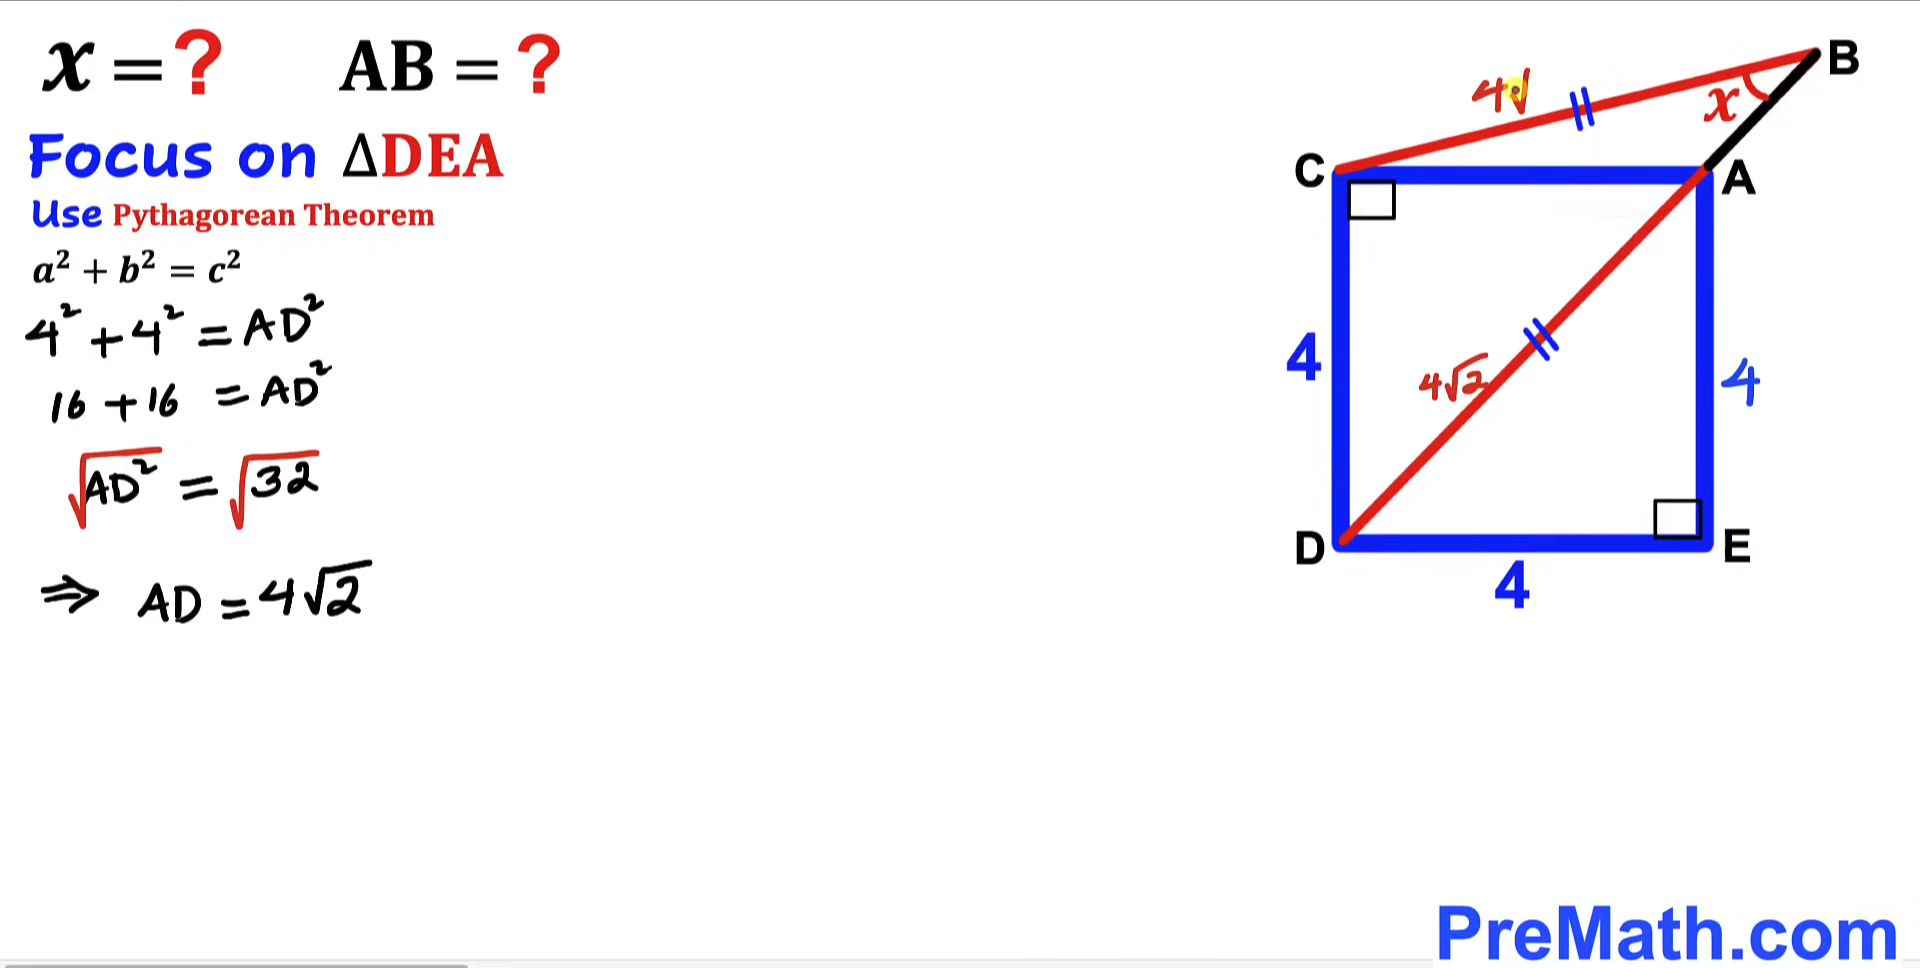 x = ? AB = ?
Focus on ΔDEA
Use Pythagorean Theorem
a² + b² = c²
4² + 4² = AD²
16 + 16 = AD²
√AD² = √32
⇒ AD = 4√2
B
4√
x
C
A
4
4√2
4
D
E
4
PreMath.com